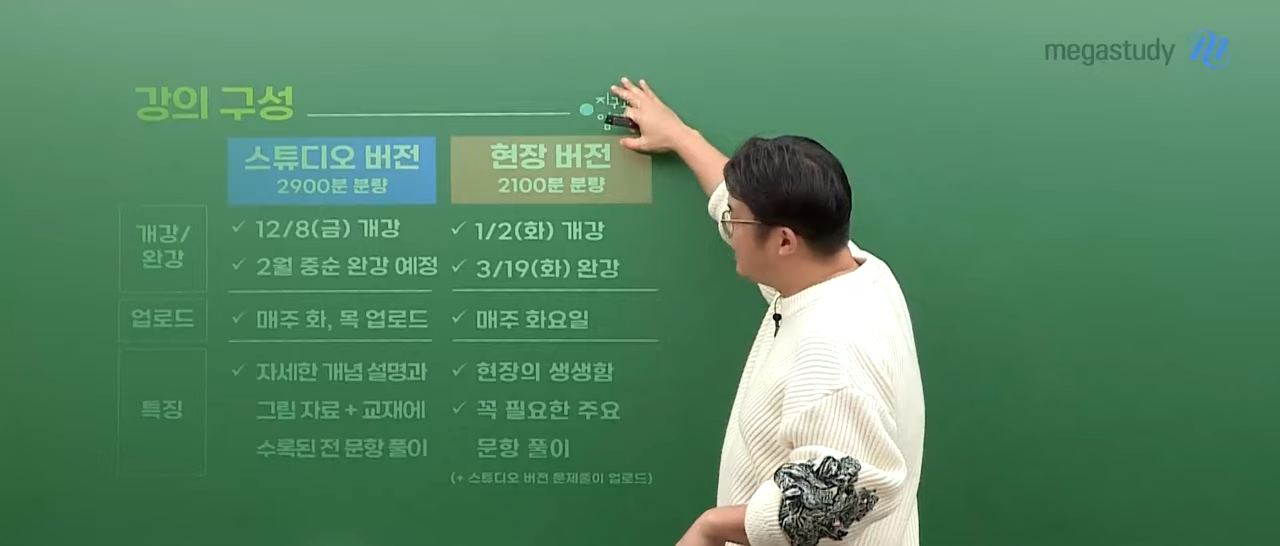 megastudy
강의 구성
스튜디오 버전
2900분 분량
현장 버전
2100분 분량
개강/
완강
12/8(금) 개강
2월 중순 완강 예정
1/2(화) 개강
3/19(화) 완강
업로드
매주 화, 목 업로드
매주 화요일
특징
자세한 개념 설명과
그림 자료 + 교재에
수록된 전 문항 풀이
현장의 생생함
꼭 필요한 주요
문항 풀이
(+ 스튜디오 버전 문제풀이 업로드)